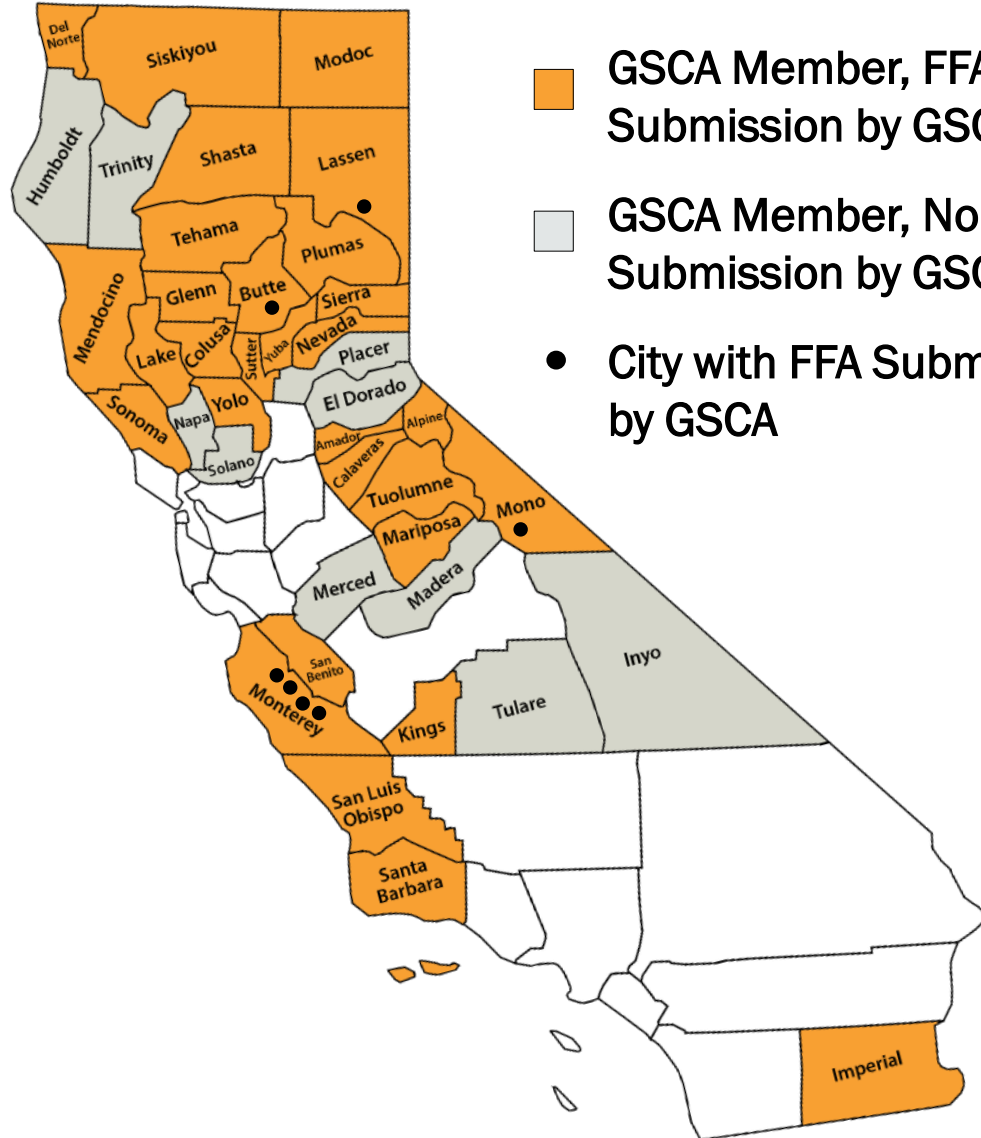 Del
Norte
Siskiyou
Modoc
Humboldt
Trinity
Shasta
Lassen
Tehama
Plumas
Mendocino
Glenn
Butte
Sierra
Lake
Colusa
Sutter
Yuba
Nevada
Placer
El Dorado
Sonoma
Napa
Yolo
Solano
Amador
Alpine
Calaveras
Tuolumne
Mono
Mariposa
Merced
Madera
San
Benito
Monterey
Inyo
Tulare
Kings
San Luis
Obispo
Santa
Barbara
Imperial
GSCA Member, FFA
Submission by GSC
GSCA Member, No
Submission by GSC
City with FFA Subm
by GSCA